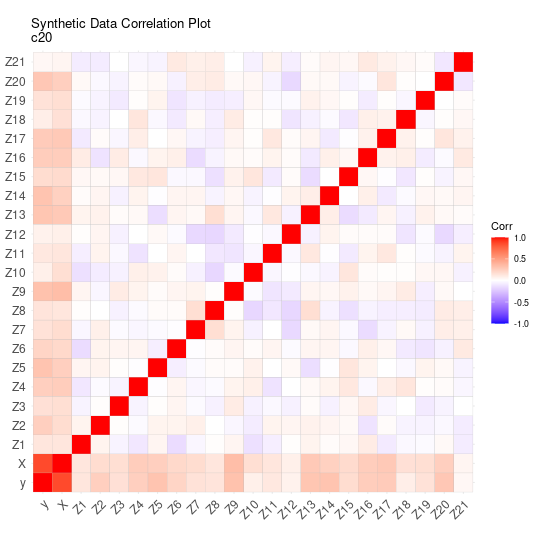 Synthetic Data Correlation Plot
c20
Z21
Z20
Z19
Z18
Z17
Z16
Z15
Z14
Z13
Z12
Z11
Z10
Z9
Z8
Z7
Z6
Z5
Z4
Z3
Z2
Z1
X
y
y X Z1 Z2 Z3 Z4 Z5 Z6 Z7 Z8 Z9 Z10 Z11 Z12 Z13 Z14 Z15 Z16 Z17 Z18 Z19 Z20 Z21
Corr
1.0
0.5
0.0
-0.5
-1.0